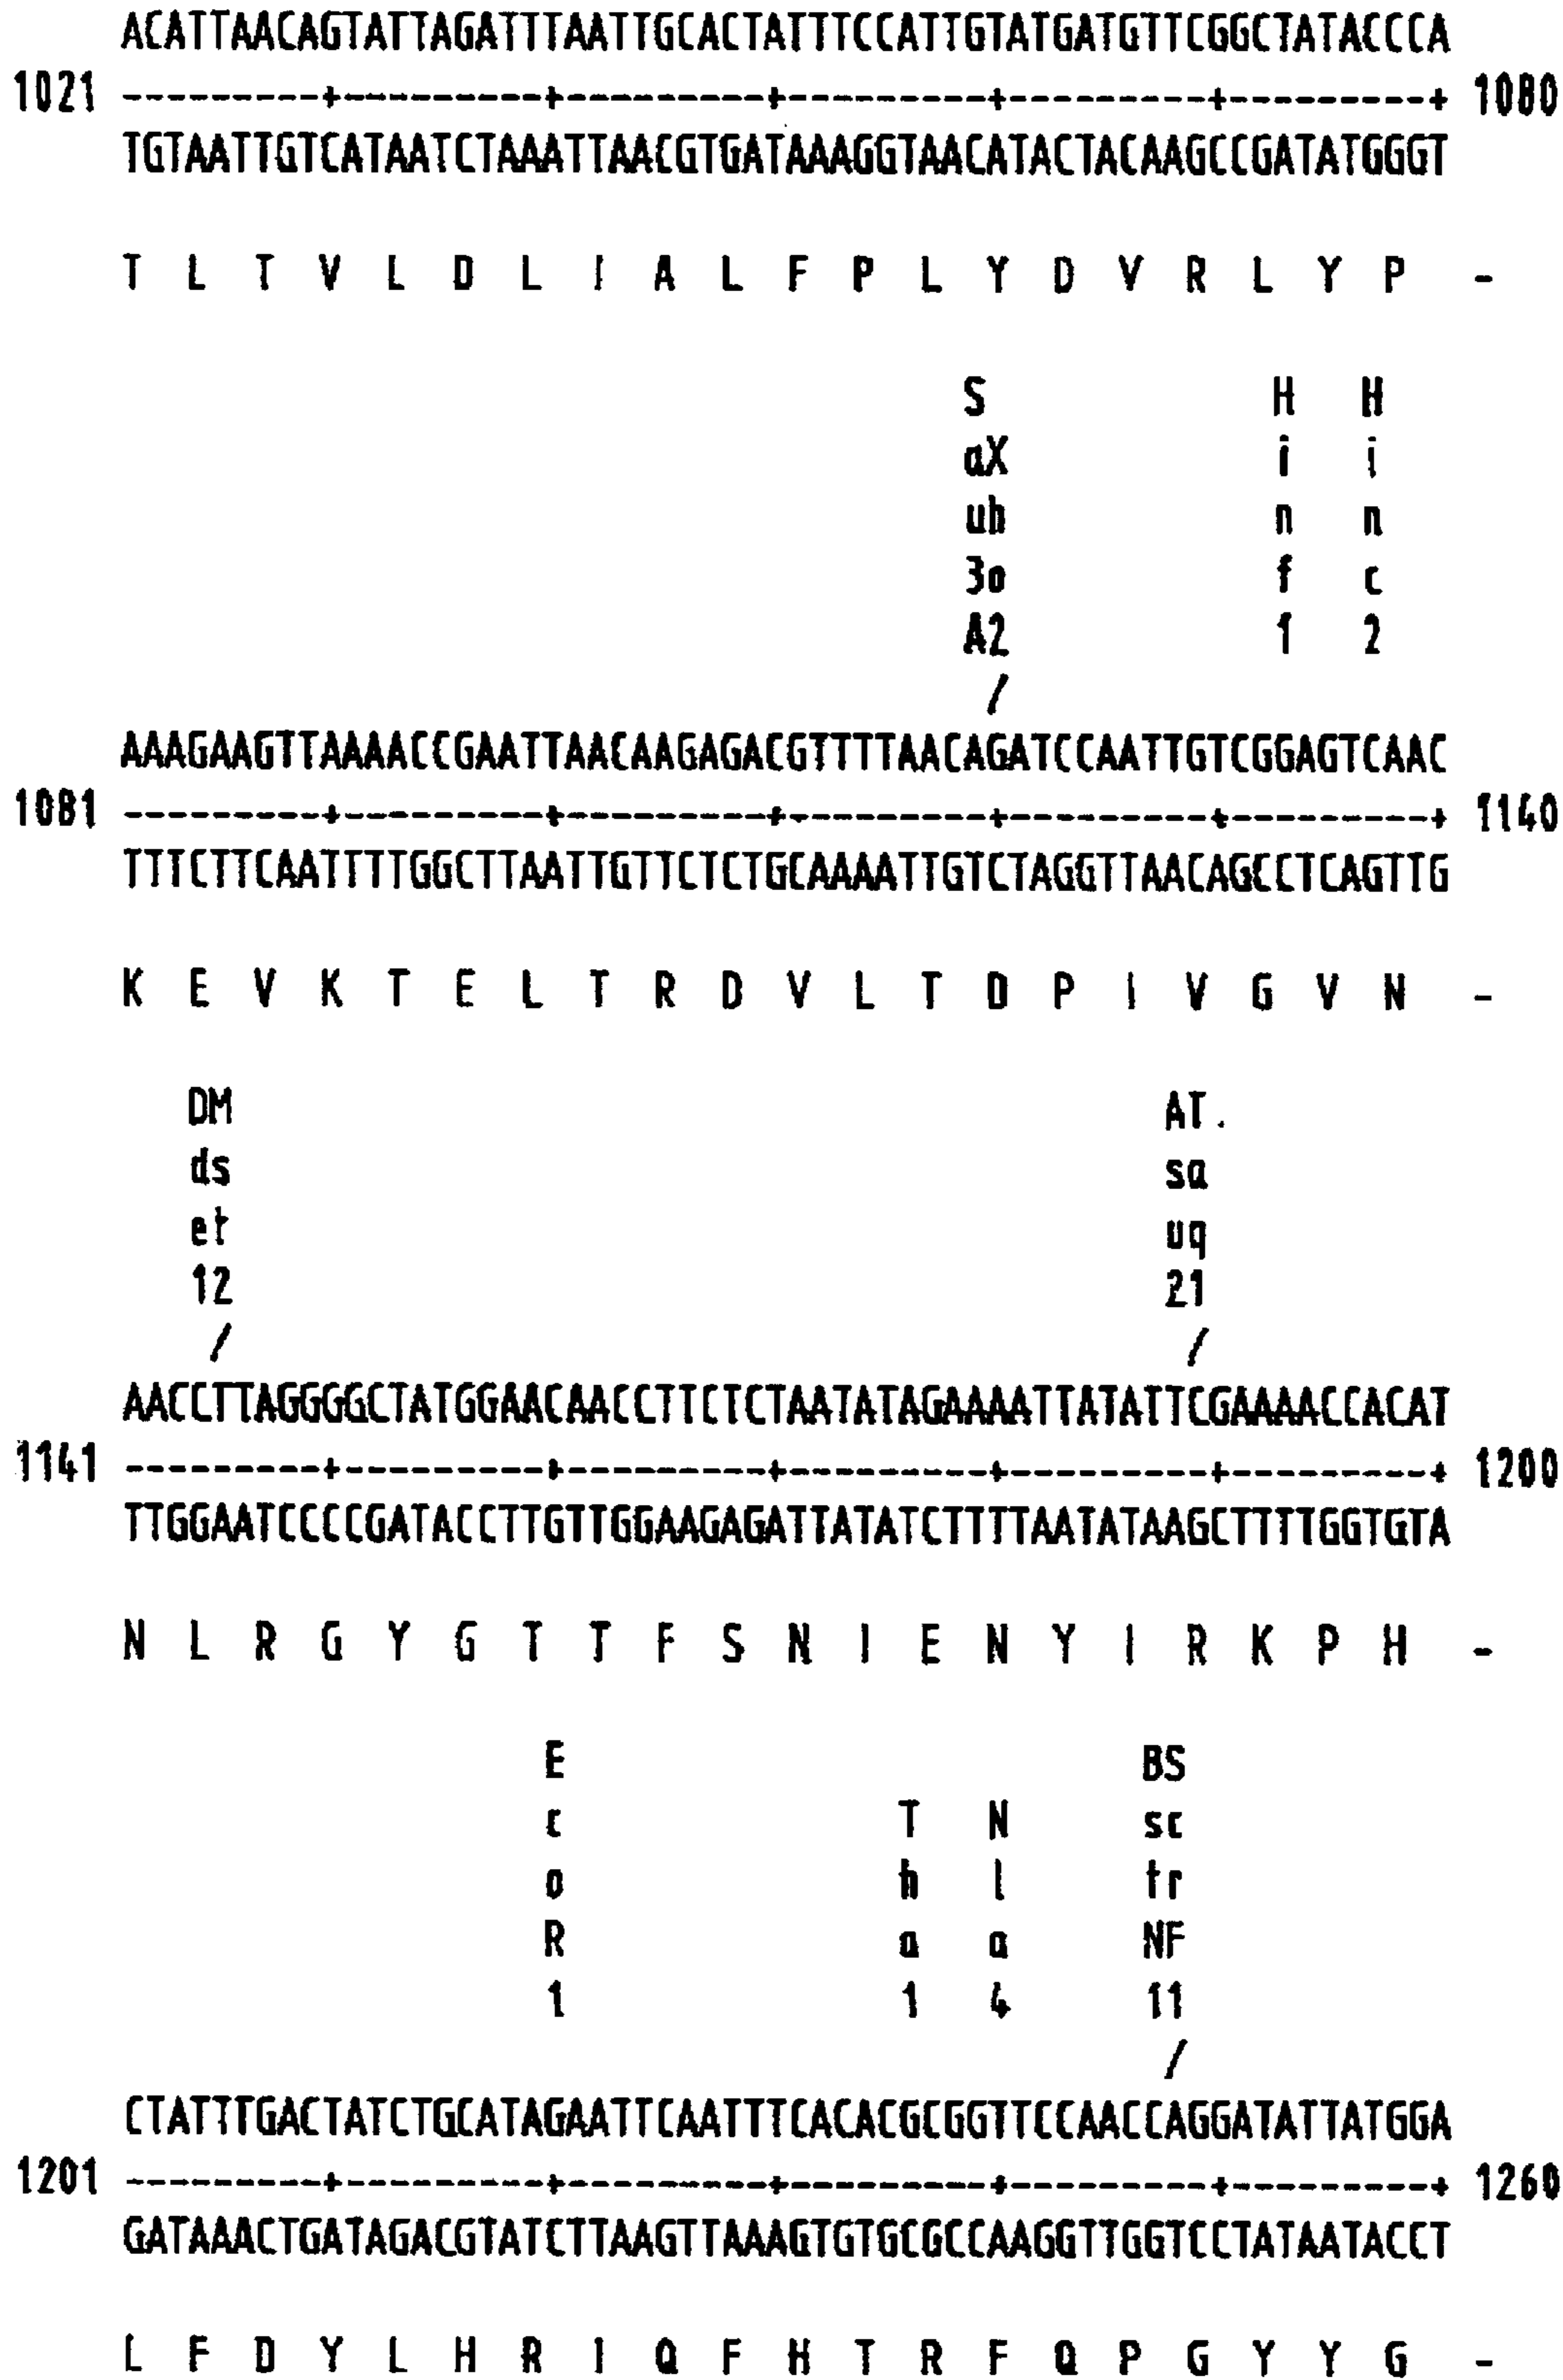 ACATTAACAGTATTAGATTTAATTGCACTATTTCCATTGTATGATGTTCGGCTATACCCA
1021 ---------+---------+---------+---------+---------+---------+ 1080
TGTAATTGTCATAATCTAAATTAACGTGATAAAGGTAACATACTACAAGCCGATATGGGT
T L T V L D L I A L F P L Y D V R L Y P -
S H H
aX i i
uh n n
3o f c
A2 1 2
/
AAAGAAGTTAAAACCGAATTAACAAGAGACGTTTTAACAGATCCAATTGTCGGAGTCAAC
1081 ---------+---------+---------+---------+---------+---------+ 1140
TTTCTTCAATTTTGGCTTAATTGTTCTCTGCAAAATTGTCTAGGTTAACAGCCTCAGTTG
K E V K T E L T R D V L T D P I V G V N -
DM AT.
ds sa
et uq
12 21
/ /
AACCTTAGGGGCTATGGAACAACCTTCTCTAATATAGAAAATTATATTCGAAAACCACAT
1141 ---------+---------+---------+---------+---------+---------+ 1200
TTGGAATCCCCGATACCTTGTTGGAAGAGATTATATCTTTTAATATAAGCTTTTGGTGTA
N L R G Y G T T F S N I E N Y I R K P H -
E BS
c T N sc
o h l tr
R a a NF
1 1 4 11
/
CTATTTGACTATCTGCATAGAATTCAATTTCACACGCGGTTCCAACCAGGATATTATGGA
1201 ---------+---------+---------+---------+---------+---------+ 1260
GATAAACTGATAGACGTATCTTAAGTTAAAGTGTGCGCCAAGGTTGGTCCTATAATACCT
L F D Y L H R I Q F H T R F Q P G Y Y G -